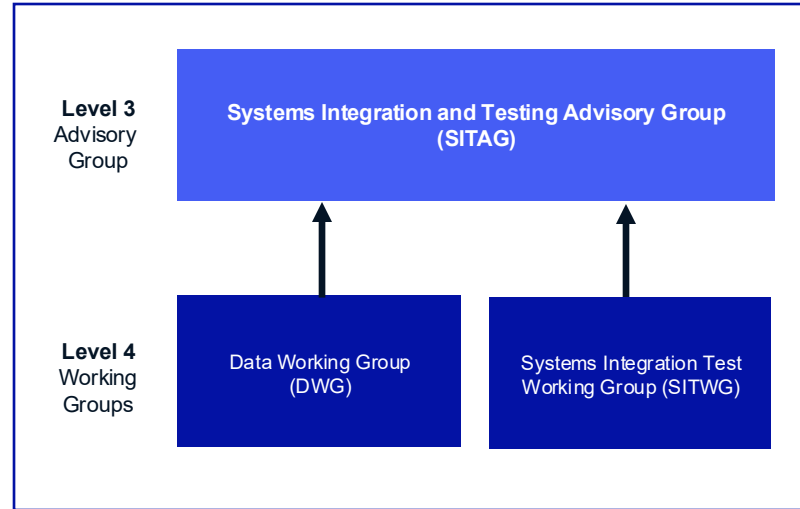 Level 3
Advisory
Group
Systems Integration and Testing Advisory Group
(SITAG)
Level 4
Working
Groups
Data Working Group
(DWG)
Systems Integration Test
Working Group (SITWG)